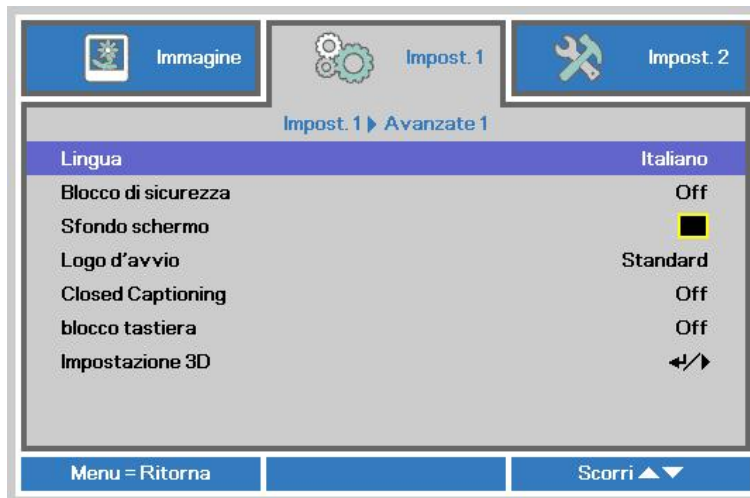 Immagine
Impost. 1
Impost. 2
Impost. 1 ▶ Avanzate 1
Lingua Italiano
Blocco di sicurezza Off
Sfondo schermo
Logo d'avvio Standard
Closed Captioning Off
blocco tastiera Off
Impostazione 3D ↵/▶
Menu = Ritorna Scorri ▲▼